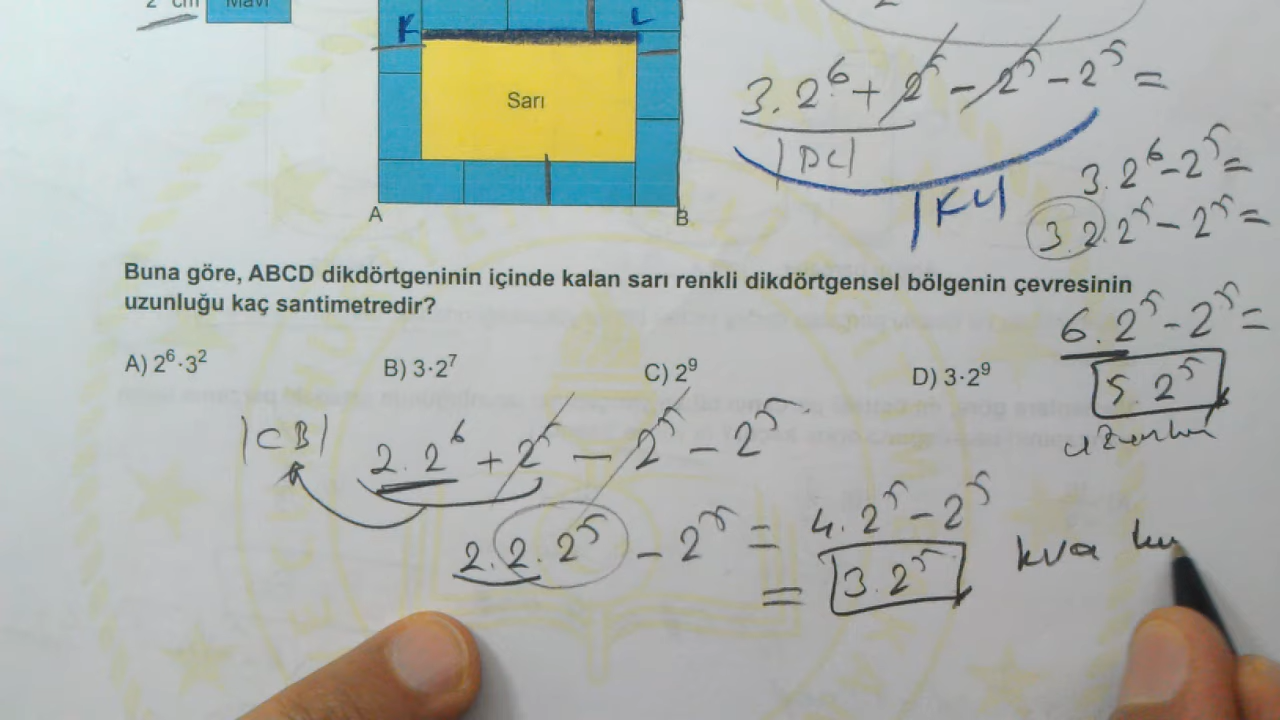 cm Mavi
K L
Sarı
A B
3.2⁶ + 2⁵ - 2⁵ - 2⁵ =
|DC|
|KL|
3.2⁶ - 2⁵ =
3.2.2⁵ - 2⁵ =
6.2⁵ - 2⁵ =
5.2⁵
uzunluk
Buna göre, ABCD dikdörtgeninin içinde kalan sarı renkli dikdörtgensel bölgenin çevresinin
uzunluğu kaç santimetredir?
A) 2⁶·3² B) 3·2⁷ C) 2⁹ D) 3·2⁹
|CB| 2.2⁶ + 2⁵ - 2⁵ - 2⁵
2.2.2⁵ - 2⁵ = 4.2⁵ - 2⁵
= 3.2⁵ kısa